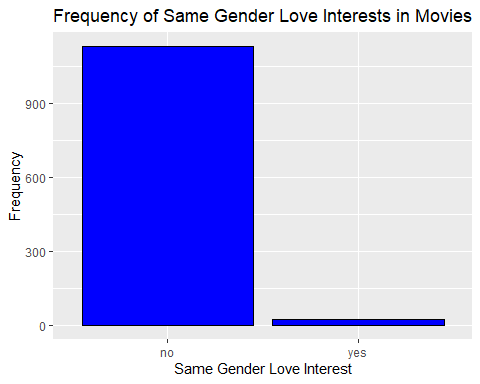 Frequency of Same Gender Love Interests in Movies
Frequency
900
600
300
0
no yes
Same Gender Love Interest